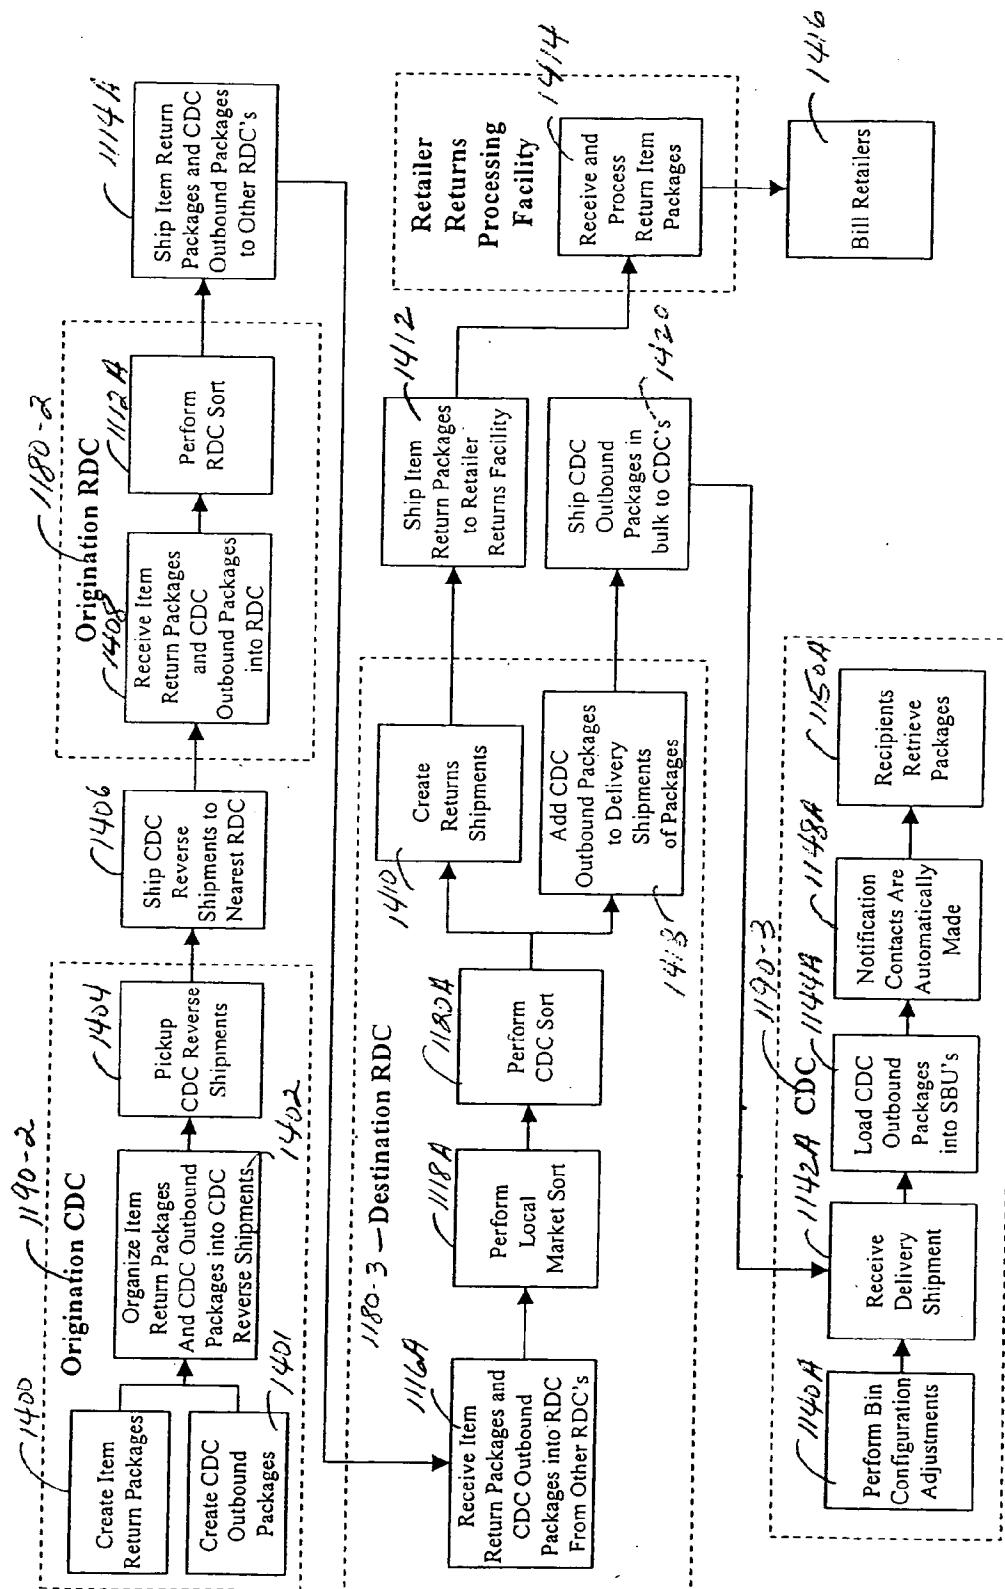 1190-2
Origination CDC
1400
Create Item
Return Packages
Create CDC
Outbound
Packages
1401
Organize Item
Return Packages
And CDC Outbound
Packages into CDC
Reverse Shipments
1402
1404
Pickup
CDC Reverse
Shipments
1406
Ship CDC
Reverse
Shipments to
Nearest RDC
1180-2
Origination RDC
1408
Receive Item
Return Packages
and CDC
Outbound Packages
into RDC
1112A
Perform
RDC Sort
1114A
Ship Item Return
Packages and CDC
Outbound Packages
to Other RDC's
1180-3 — Destination RDC
1116A
Receive Item
Return Packages and
CDC Outbound
Packages into RDC
From Other RDC's
1118A
Perform
Local
Market Sort
1120A
Perform
CDC Sort
1410
Create
Returns
Shipments
Add CDC
Outbound Packages
to Delivery
Shipments
of Packages
1418
1412
Ship Item
Return Packages
to Retailer
Returns Facility
Ship CDC
Outbound
Packages in
bulk to CDC's
1420
Retailer
Returns
Processing
Facility
1414
Receive and
Process
Return Item
Packages
1416
Bill Retailers
1190-3
CDC
1140A
Perform Bin
Configuration
Adjustments
1142A
Receive
Delivery
Shipment
1144A
Load CDC
Outbound
Packages
into SBU's
1148A
Notification
Contacts Are
Automatically
Made
1150A
Recipients
Retrieve
Packages